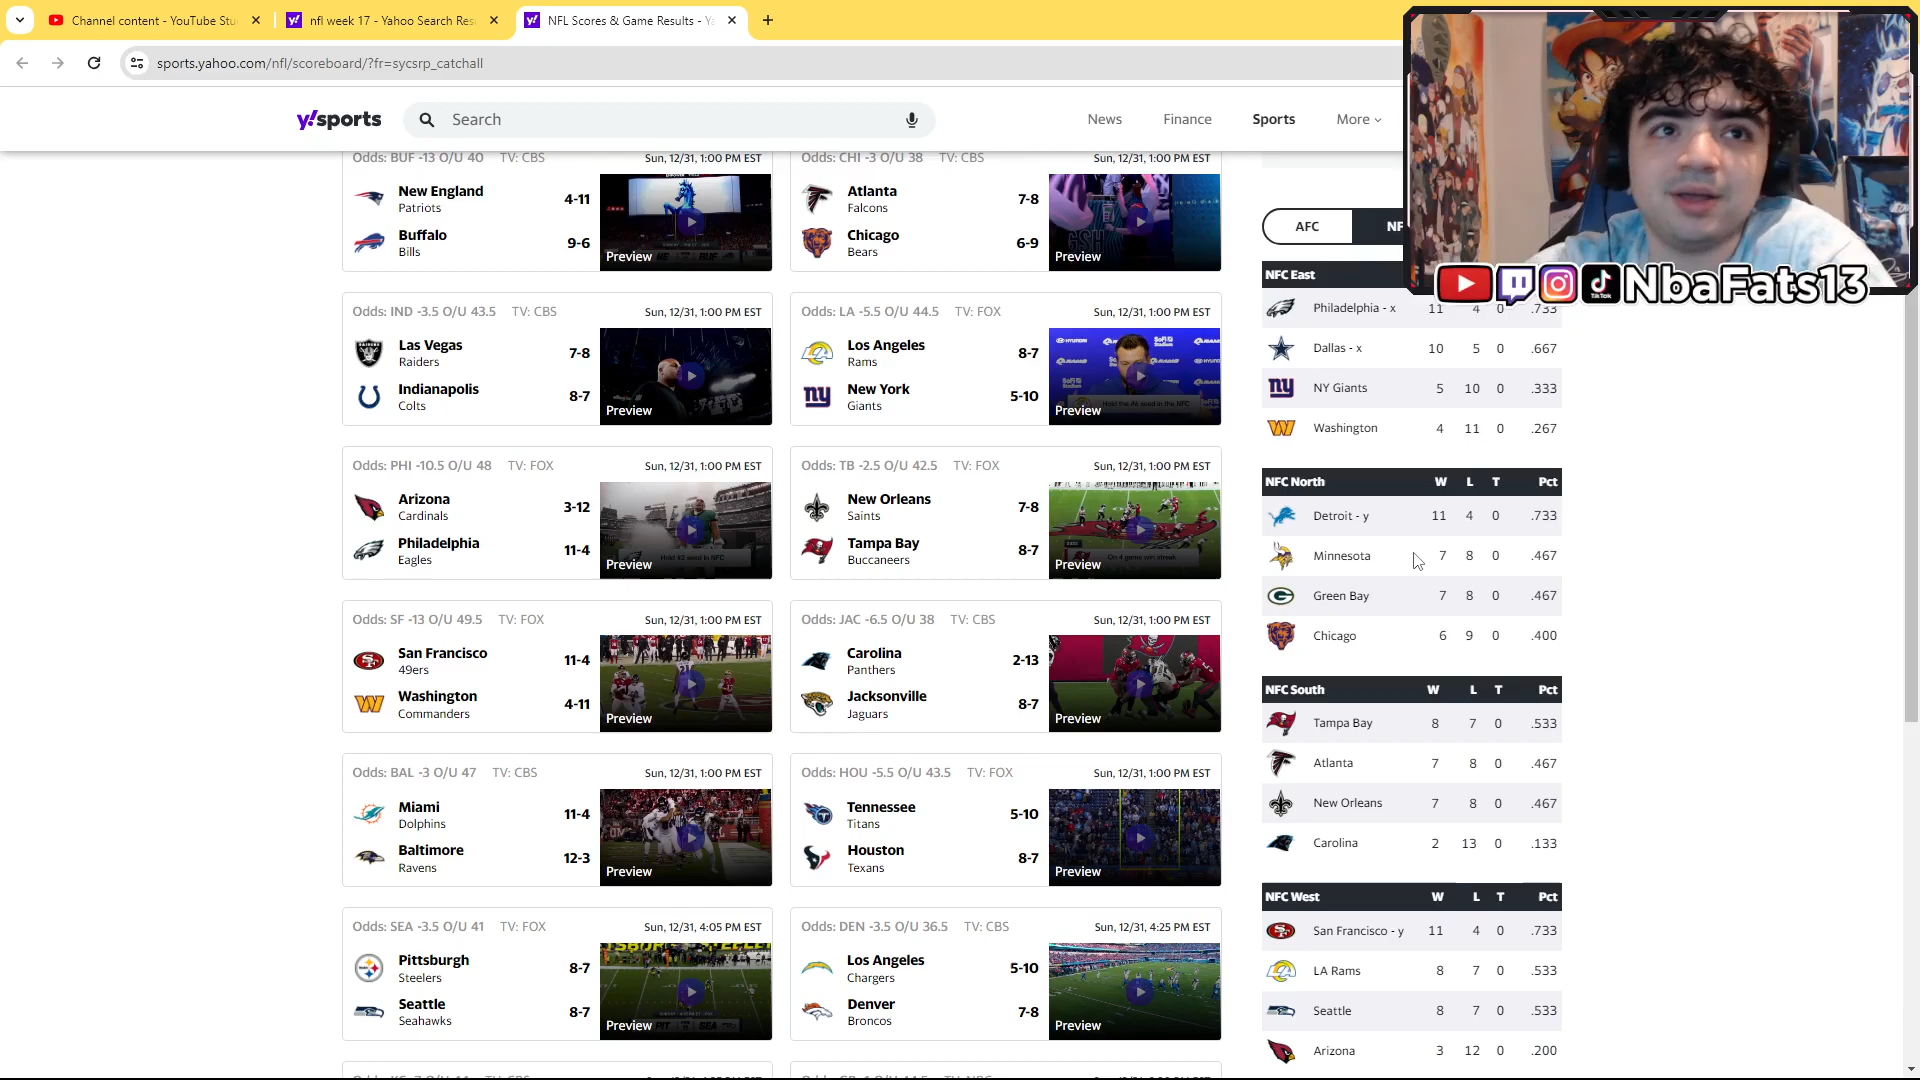 Channel content - YouTube Stu
nfl week 17 - Yahoo Search Res
NFL Scores & Game Results - Ya
sports.yahoo.com/nfl/scoreboard/?fr=sycsrp_catchall
y!sports
Search
News
Finance
Sports
More
Odds: BUF -13 O/U 40 TV: CBS
Sun, 12/31, 1:00 PM EST
New England 4-11
Patriots
Buffalo 9-6
Bills
Preview
Odds: CHI -3 O/U 38 TV: CBS
Sun, 12/31, 1:00 PM EST
Atlanta 7-8
Falcons
Chicago 6-9
Bears
Preview
Odds: IND -3.5 O/U 43.5 TV: CBS
Sun, 12/31, 1:00 PM EST
Las Vegas 7-8
Raiders
Indianapolis 8-7
Colts
Preview
Odds: LA -5.5 O/U 44.5 TV: FOX
Sun, 12/31, 1:00 PM EST
Los Angeles 8-7
Rams
New York 5-10
Giants
Preview
Odds: PHI -10.5 O/U 48 TV: FOX
Sun, 12/31, 1:00 PM EST
Arizona 3-12
Cardinals
Philadelphia 11-4
Eagles
Preview
Odds: TB -2.5 O/U 42.5 TV: FOX
Sun, 12/31, 1:00 PM EST
New Orleans 7-8
Saints
Tampa Bay 8-7
Buccaneers
On 4 game win streak
Preview
Odds: SF -13 O/U 49.5 TV: FOX
Sun, 12/31, 1:00 PM EST
San Francisco 11-4
49ers
Washington 4-11
Commanders
Preview
Odds: JAC -6.5 O/U 38 TV: CBS
Sun, 12/31, 1:00 PM EST
Carolina 2-13
Panthers
Jacksonville 8-7
Jaguars
Preview
Odds: BAL -3 O/U 47 TV: CBS
Sun, 12/31, 1:00 PM EST
Miami 11-4
Dolphins
Baltimore 12-3
Ravens
Preview
Odds: HOU -5.5 O/U 43.5 TV: FOX
Sun, 12/31, 1:00 PM EST
Tennessee 5-10
Titans
Houston 8-7
Texans
Preview
Odds: SEA -3.5 O/U 41 TV: FOX
Sun, 12/31, 4:05 PM EST
Pittsburgh 8-7
Steelers
Seattle 8-7
Seahawks
Preview
Odds: DEN -3.5 O/U 36.5 TV: CBS
Sun, 12/31, 4:25 PM EST
Los Angeles 5-10
Chargers
Denver 7-8
Broncos
Preview
AFC
NF
NFC East
Philadelphia - x 11 4 0 .733
Dallas - x 10 5 0 .667
NY Giants 5 10 0 .333
Washington 4 11 0 .267
NFC North W L T Pct
Detroit - y 11 4 0 .733
Minnesota 7 8 0 .467
Green Bay 7 8 0 .467
Chicago 6 9 0 .400
NFC South W L T Pct
Tampa Bay 8 7 0 .533
Atlanta 7 8 0 .467
New Orleans 7 8 0 .467
Carolina 2 13 0 .133
NFC West W L T Pct
San Francisco - y 11 4 0 .733
LA Rams 8 7 0 .533
Seattle 8 7 0 .533
Arizona 3 12 0 .200
NbaFats13